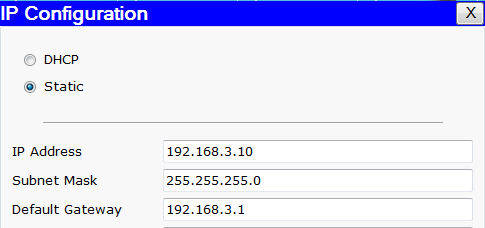 IP Configuration X
DHCP
Static
IP Address 192.168.3.10
Subnet Mask 255.255.255.0
Default Gateway 192.168.3.1